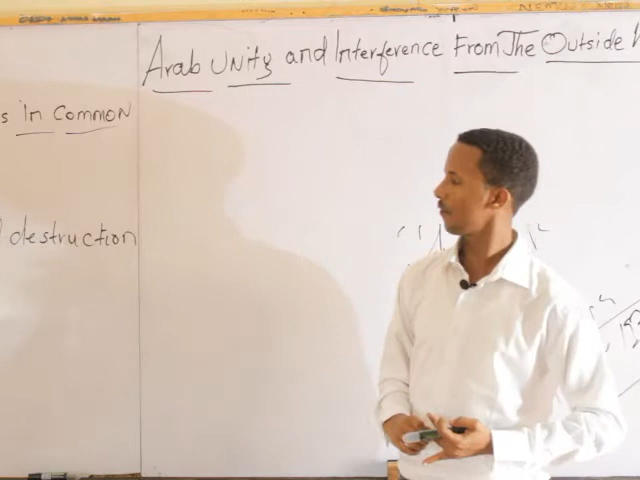 Arab Unity and Interference From The Outside
s in common
destruction